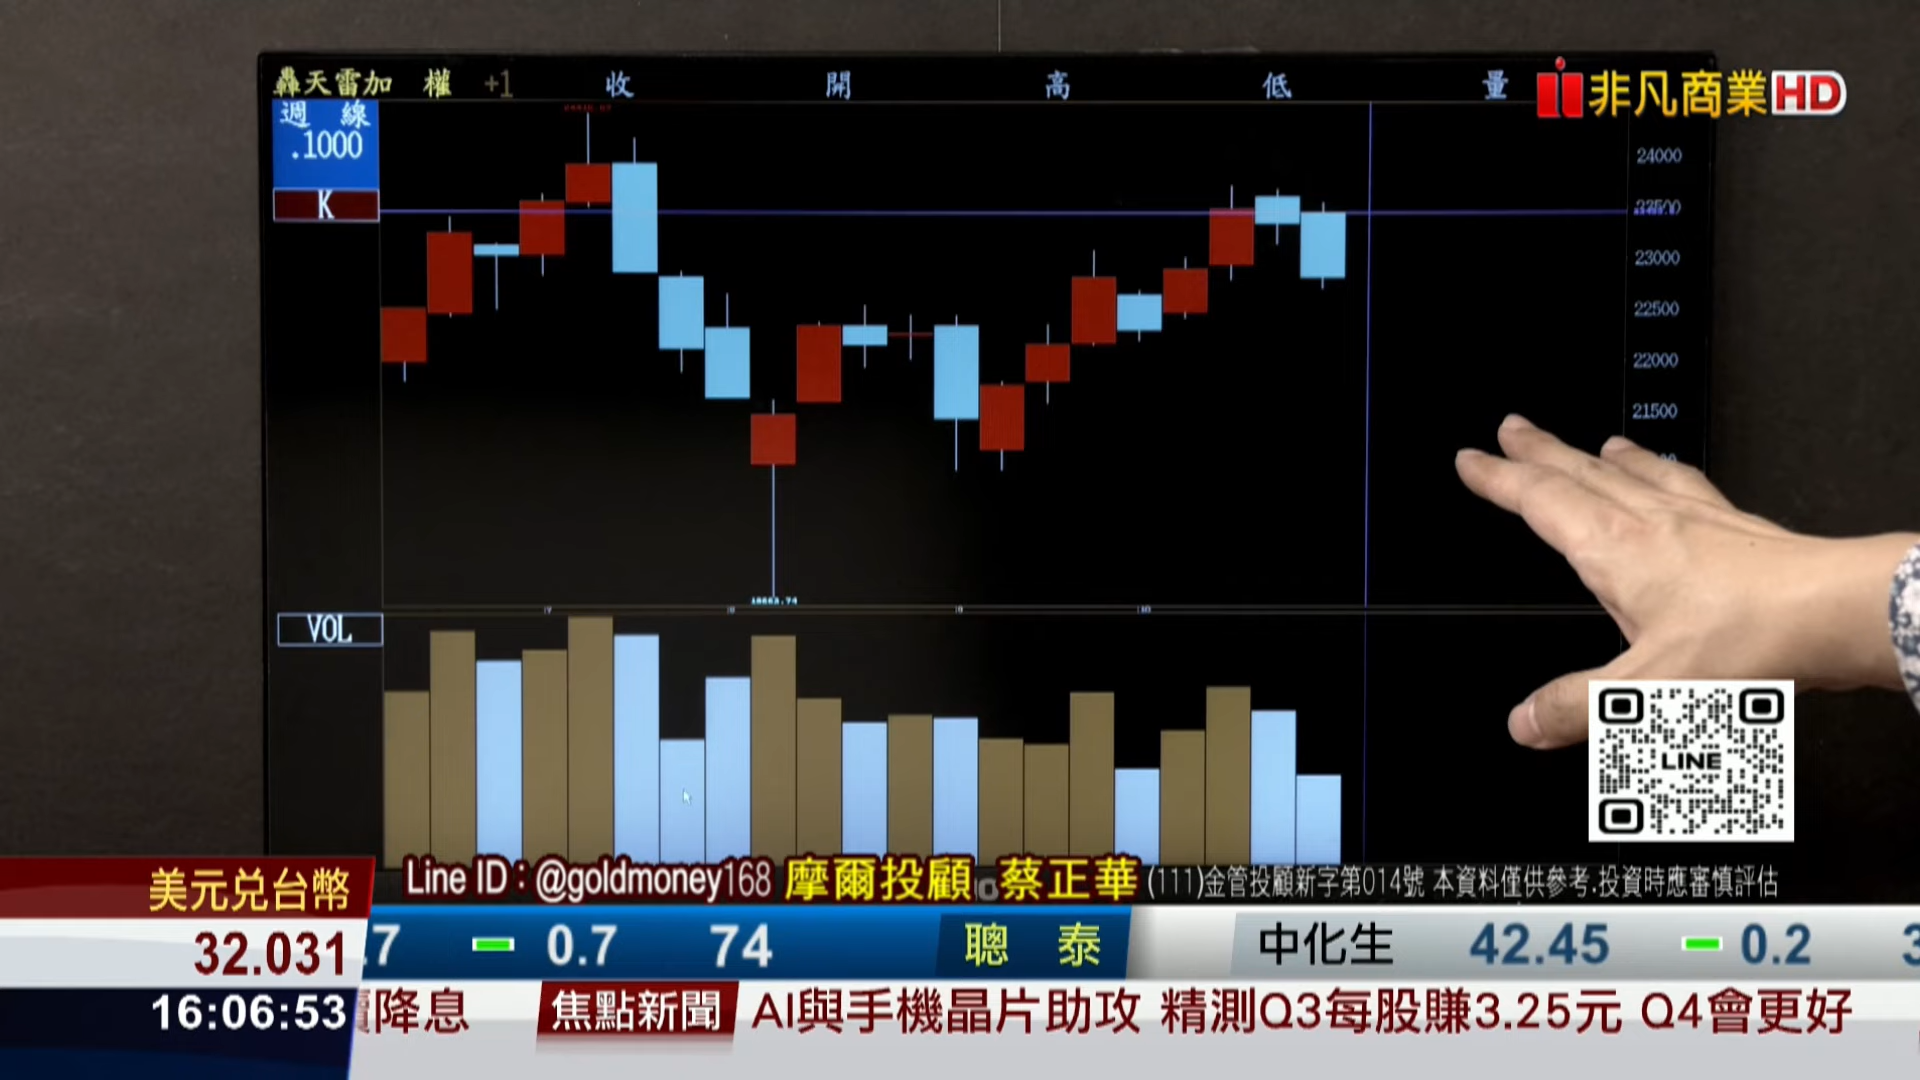 轟天雷加 權 +1 收 開 高 低 量
非凡商業HD
週 線
.1000
K
24000
23500
23000
22500
22000
21500
VOL
LINE
Line ID : @goldmoney168 摩爾投顧 蔡正華 (111)金管投顧新字第014號 本資料僅供參考.投資時應審慎評估
美元兌台幣
32.031
16:06:53
.7 0.7 74 聰 泰 中化生 42.45 0.2
降息 焦點新聞 AI與手機晶片助攻 精測Q3每股賺3.25元 Q4會更好